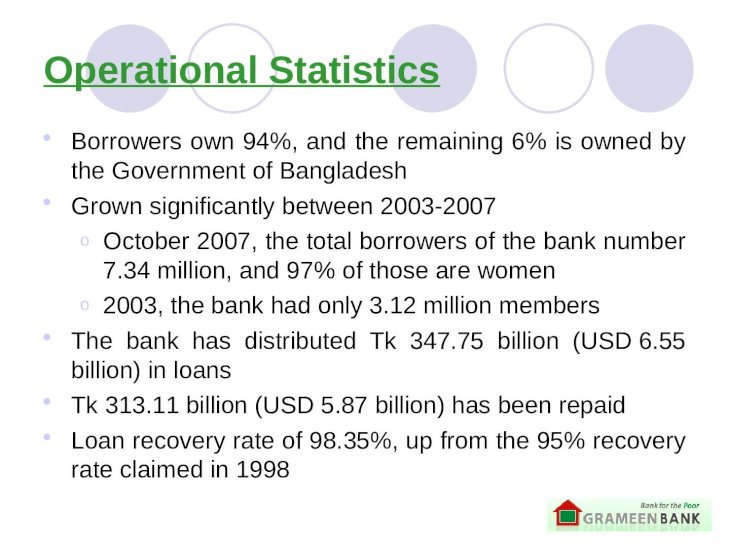 Operational Statistics
• Borrowers own 94%, and the remaining 6% is owned by
the Government of Bangladesh
• Grown significantly between 2003-2007
o October 2007, the total borrowers of the bank number
7.34 million, and 97% of those are women
o 2003, the bank had only 3.12 million members
• The bank has distributed Tk 347.75 billion (USD 6.55
billion) in loans
• Tk 313.11 billion (USD 5.87 billion) has been repaid
• Loan recovery rate of 98.35%, up from the 95% recovery
rate claimed in 1998
Bank for the Poor
GRAMEEN BANK